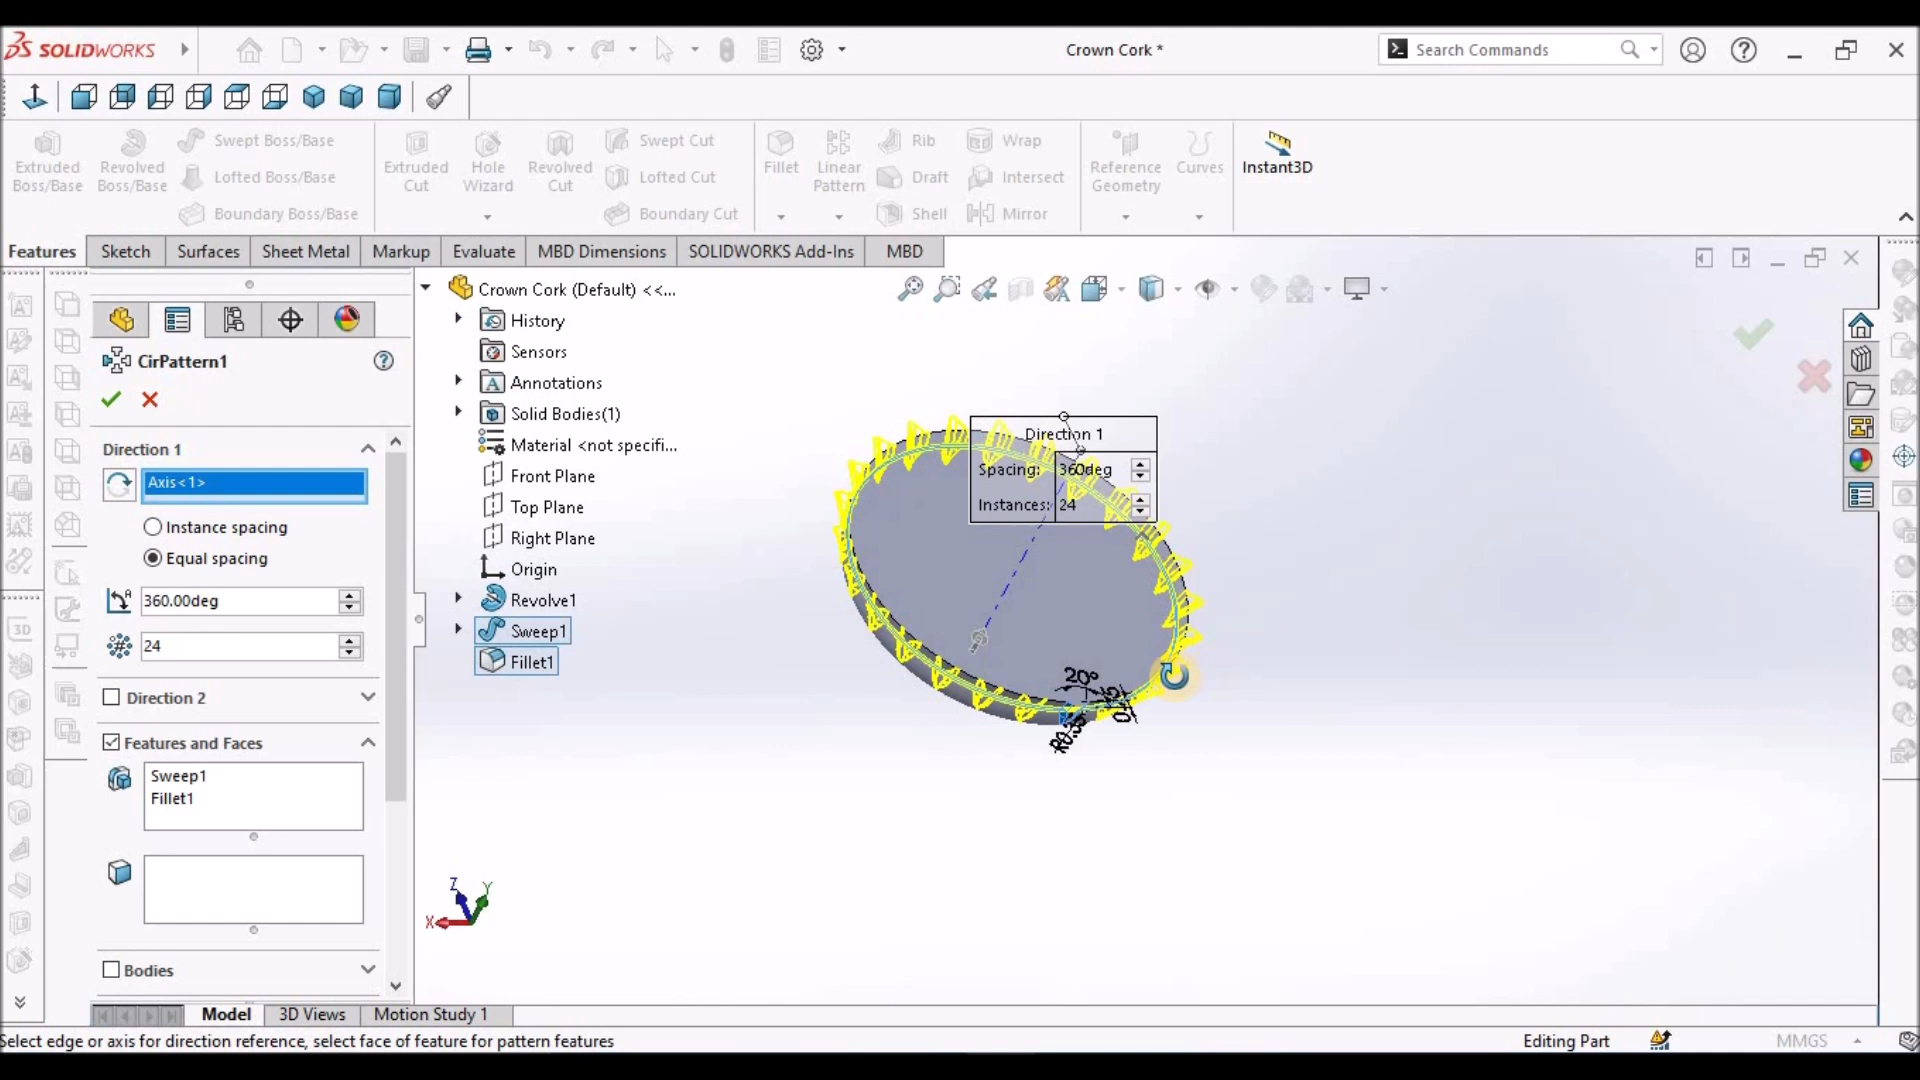 SOLIDWORKS
Crown Cork *
Search Commands
Extruded Boss/Base
Revolved Boss/Base
Swept Boss/Base
Lofted Boss/Base
Boundary Boss/Base
Extruded Cut
Hole Wizard
Revolved Cut
Swept Cut
Lofted Cut
Boundary Cut
Fillet
Linear Pattern
Rib
Draft
Shell
Wrap
Intersect
Mirror
Reference Geometry
Curves
Instant3D
Features
Sketch
Surfaces
Sheet Metal
Markup
Evaluate
MBD Dimensions
SOLIDWORKS Add-Ins
MBD
CirPattern1
Direction 1
Axis<1>
Instance spacing
Equal spacing
360.00deg
24
Direction 2
Features and Faces
Sweep1
Fillet1
Bodies
Crown Cork (Default) <<...
History
Sensors
Annotations
Solid Bodies(1)
Material <not specifi...
Front Plane
Top Plane
Right Plane
Origin
Revolve1
Sweep1
Fillet1
Direction 1
Spacing: 360deg
Instances: 24
20°
Z
Y
X
Model
3D Views
Motion Study 1
Select edge or axis for direction reference, select face of feature for pattern features
Editing Part
MMGS